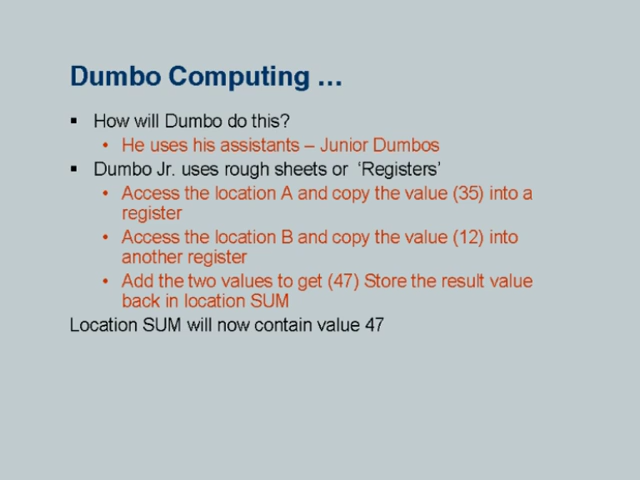 Dumbo Computing …
▪ How will Dumbo do this?
• He uses his assistants – Junior Dumbos
▪ Dumbo Jr. uses rough sheets or ‘Registers’
• Access the location A and copy the value (35) into a
register
• Access the location B and copy the value (12) into
another register
• Add the two values to get (47) Store the result value
back in location SUM
Location SUM will now contain value 47